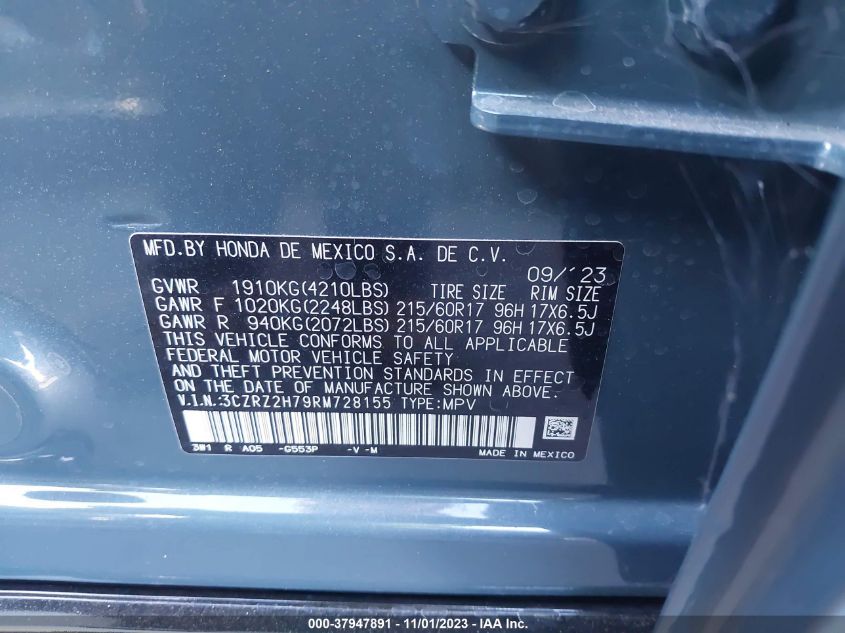 MFD.BY HONDA DE MEXICO S.A. DE C.V.
09/'23
GVWR 1910KG(4210LBS) TIRE SIZE RIM SIZE
GAWR F 1020KG(2248LBS) 215/60R17 96H 17X6.5J
GAWR R 940KG(2072LBS) 215/60R17 96H 17X6.5J
THIS VEHICLE CONFORMS TO ALL APPLICABLE
FEDERAL MOTOR VEHICLE SAFETY
AND THEFT PREVENTION STANDARDS IN EFFECT
ON THE DATE OF MANUFACTURE SHOWN ABOVE.
V.I.N.:3CZRZ2H79RM728155 TYPE:MPV
3W1 R A05 -G553P -V -M MADE IN MEXICO
000-37947891 - 11/01/2023 - IAA Inc.